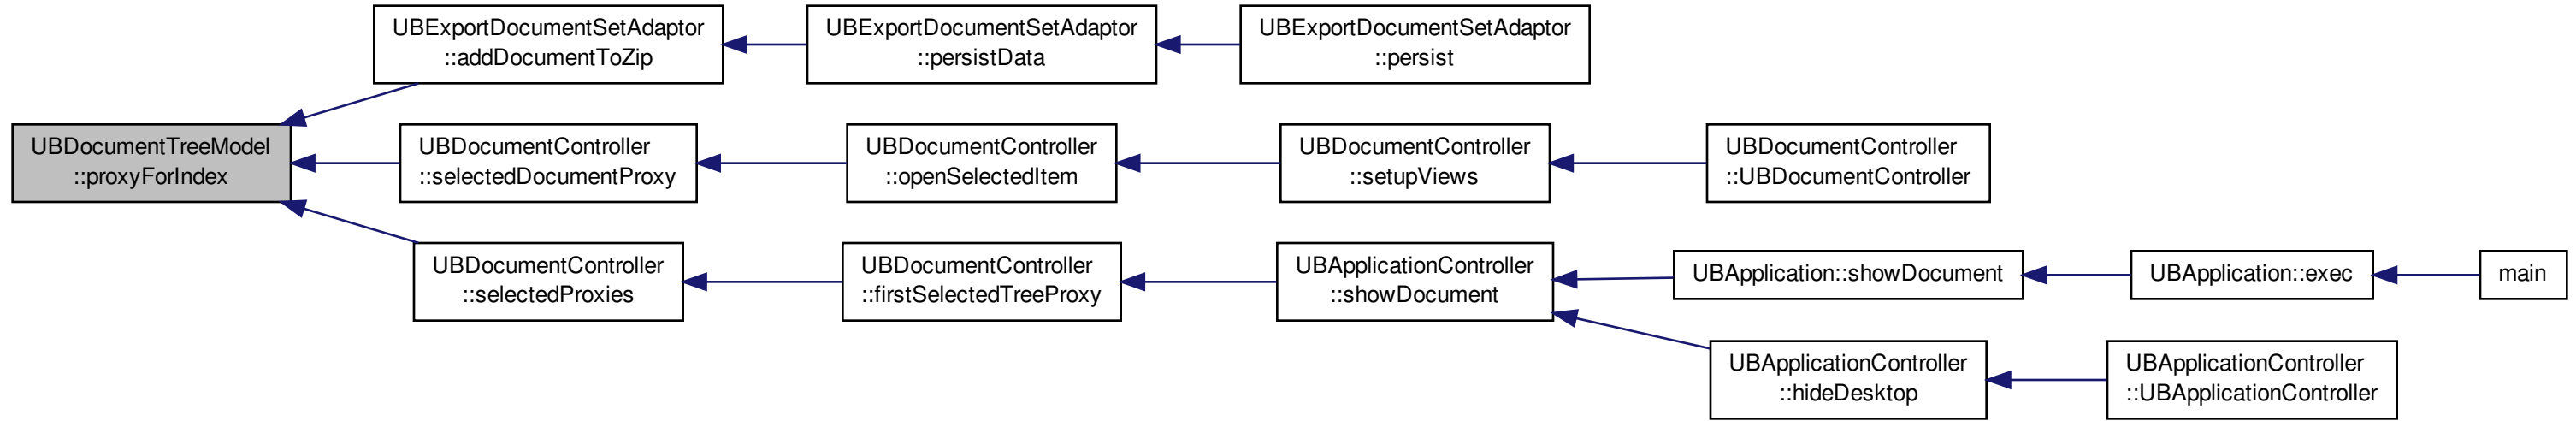 UBExportDocumentSetAdaptor
::addDocumentToZip
UBExportDocumentSetAdaptor
::persistData
UBExportDocumentSetAdaptor
::persist
UBDocumentTreeModel
::proxyForIndex
UBDocumentController
::selectedDocumentProxy
UBDocumentController
::openSelectedItem
UBDocumentController
::setupViews
UBDocumentController
::UBDocumentController
UBDocumentController
::selectedProxies
UBDocumentController
::firstSelectedTreeProxy
UBApplicationController
::showDocument
UBApplication::showDocument
UBApplication::exec
main
UBApplicationController
::hideDesktop
UBApplicationController
::UBApplicationController